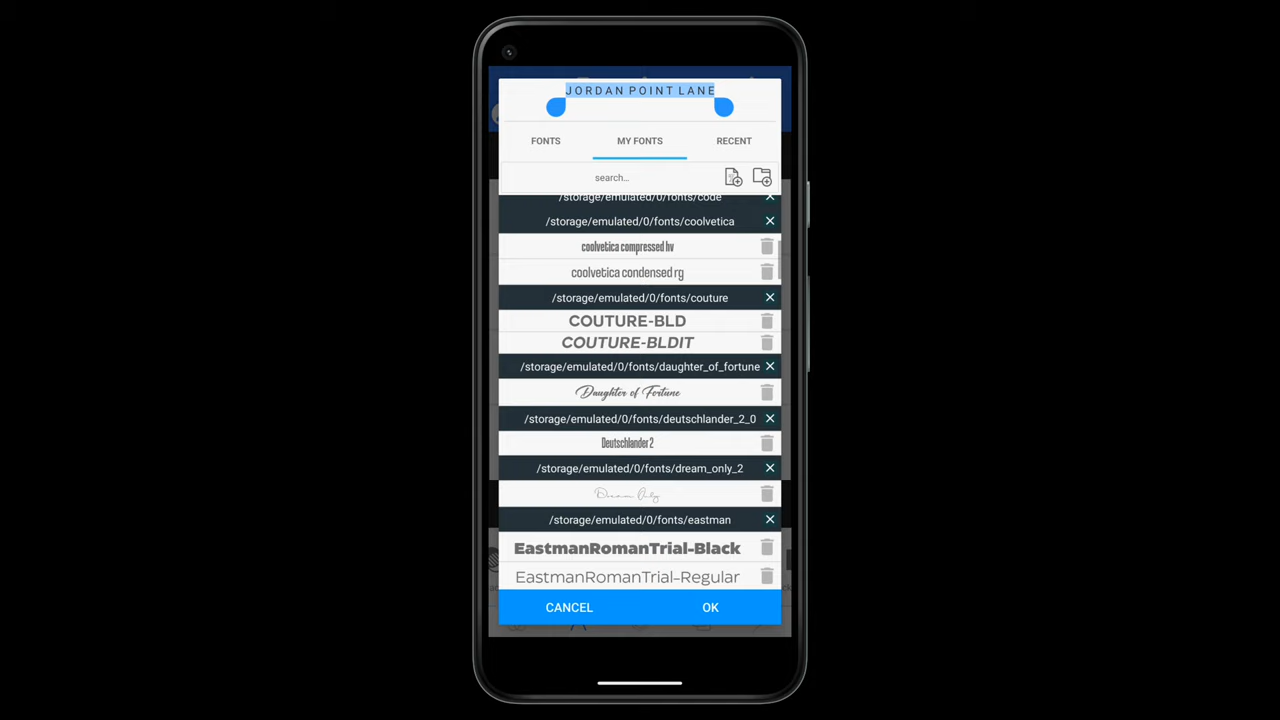 JORDAN POINT LANE
FONTS MY FONTS RECENT
search...
/storage/emulated/0/fonts/code
/storage/emulated/0/fonts/coolvetica
coolvetica compressed hv
coolvetica condensed rg
/storage/emulated/0/fonts/couture
COUTURE-BLD
COUTURE-BLDIT
/storage/emulated/0/fonts/daughter_of_fortune
Daughter of Fortune
/storage/emulated/0/fonts/deutschlander_2_0
Deutschlander 2
/storage/emulated/0/fonts/dream_only_2
Dream Only
/storage/emulated/0/fonts/eastman
EastmanRomanTrial-Black
EastmanRomanTrial-Regular
CANCEL OK